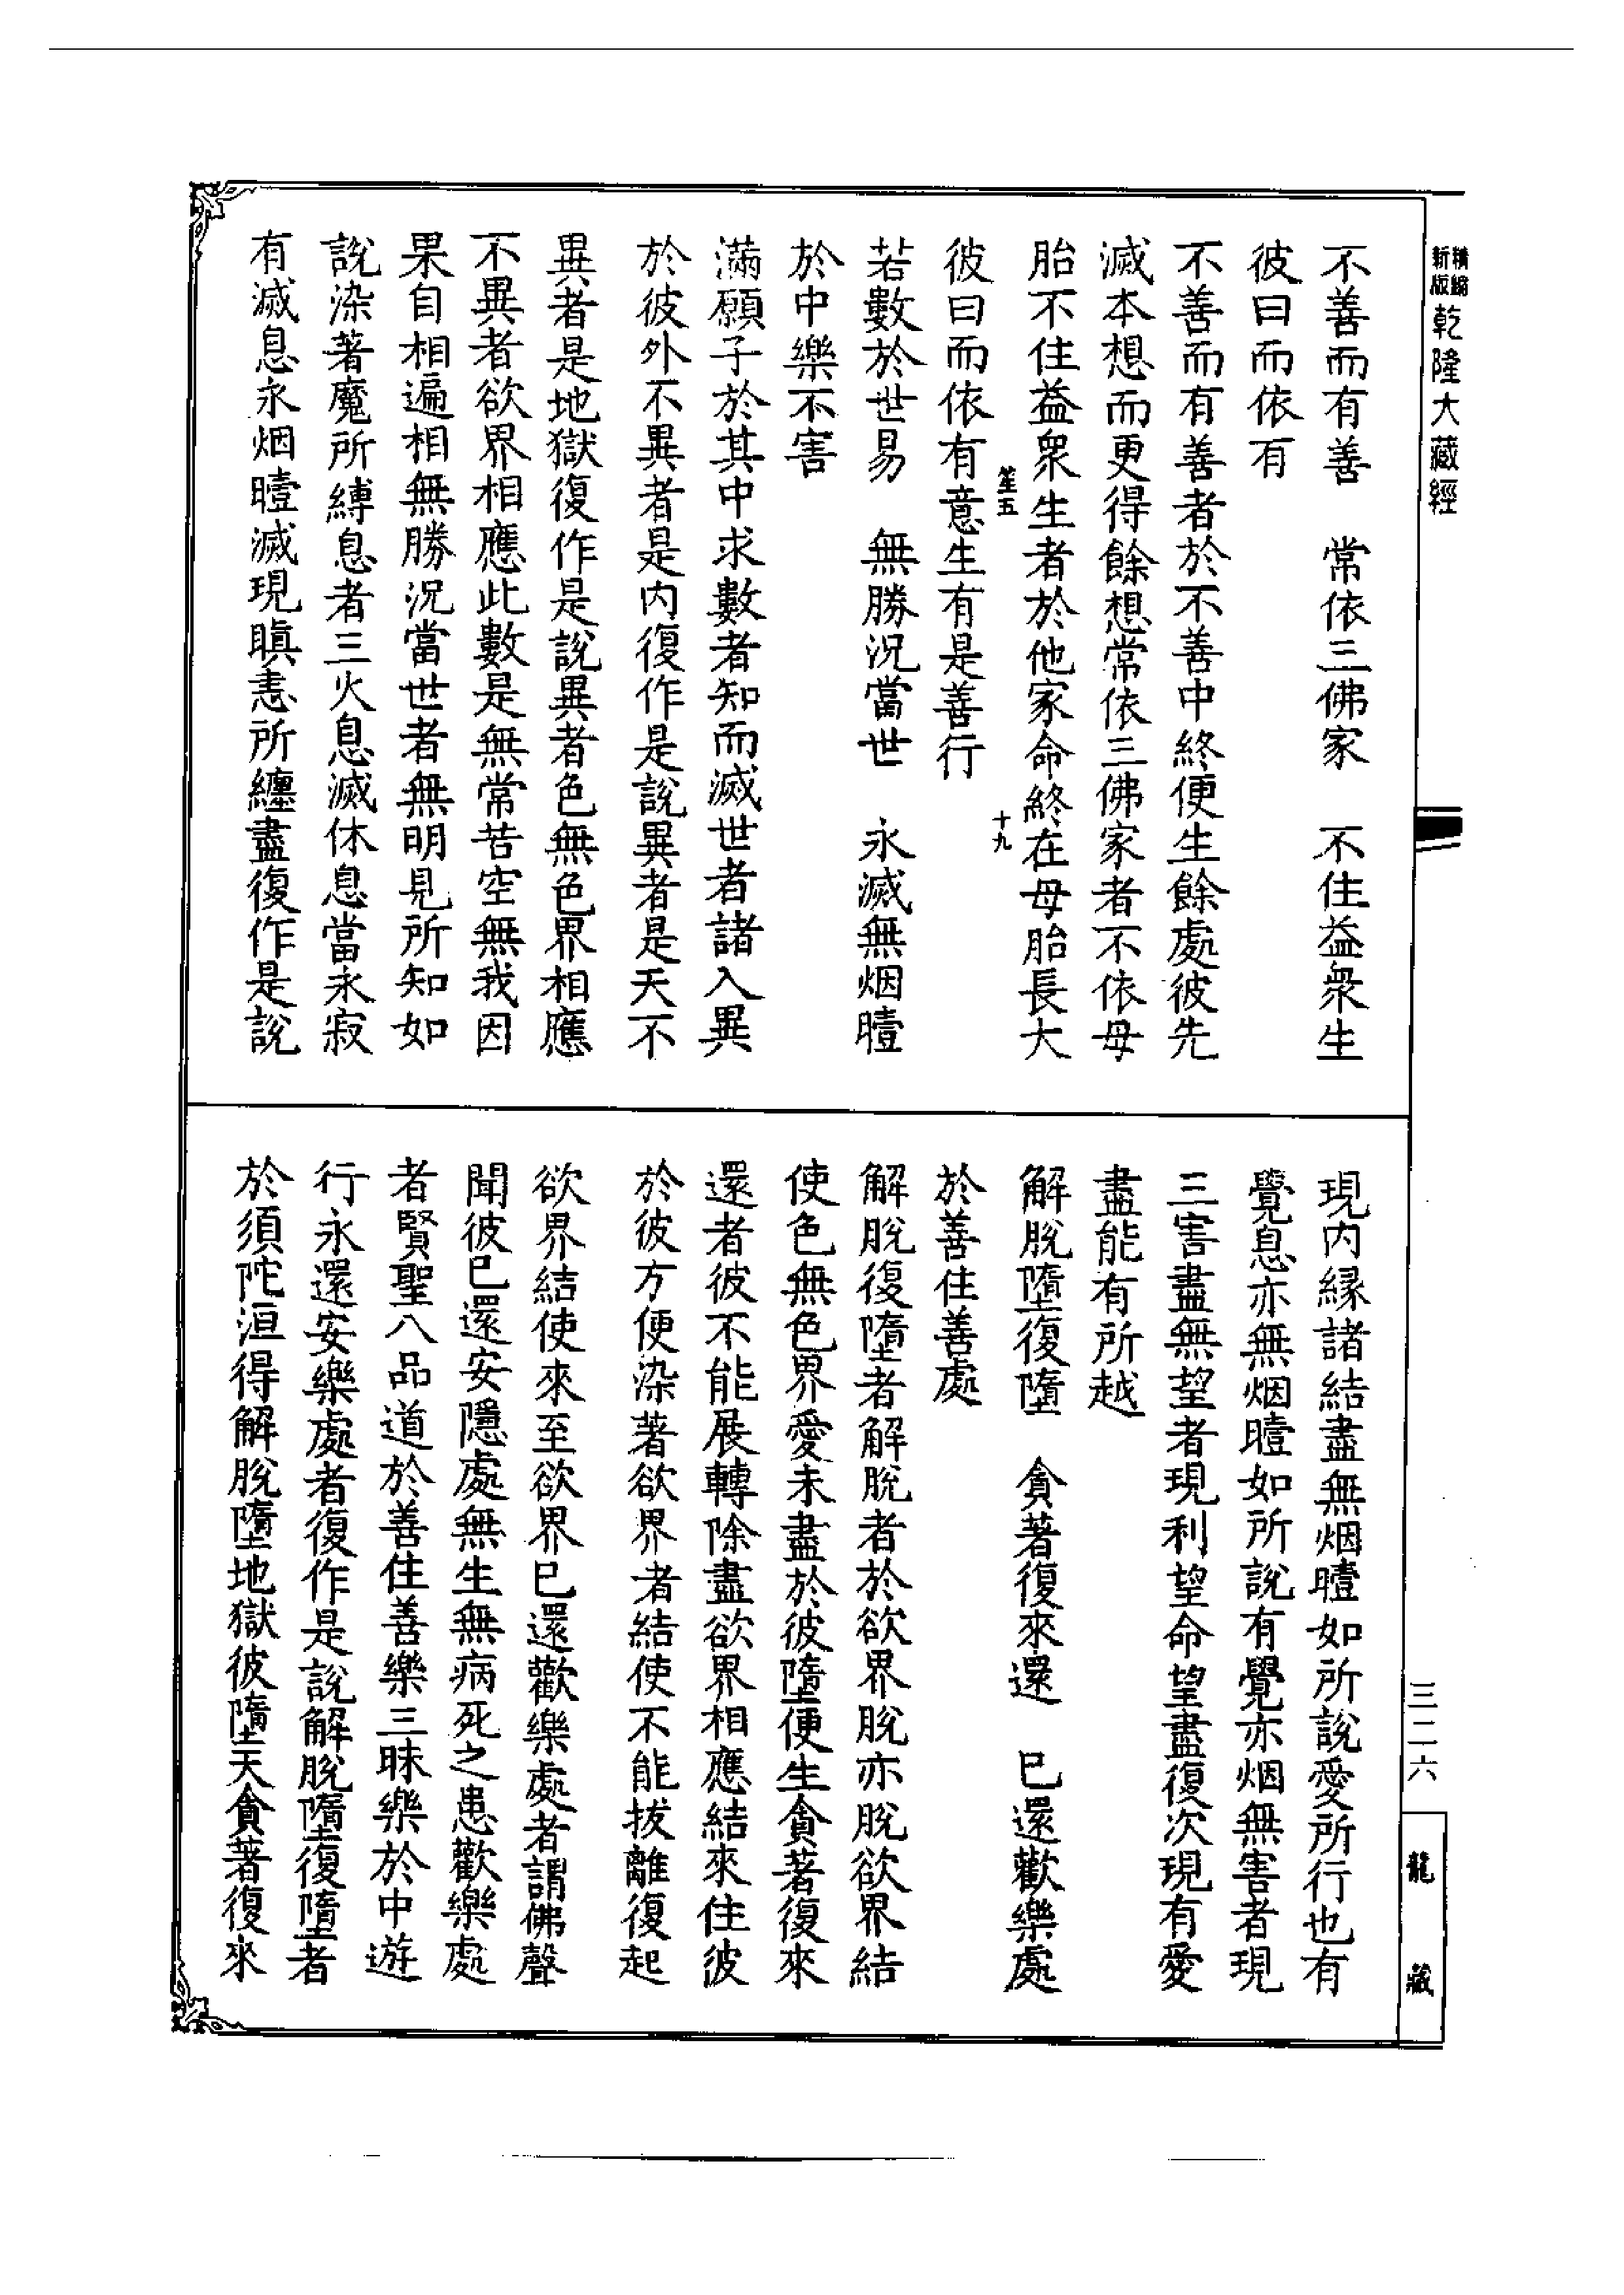 精編
新版
乾隆大藏經
不善而有善　常依三佛家　不住益衆生
彼曰而依有
不善而有善者於不善中終便生餘處彼先
滅本想而更得餘想常依三佛家者不依母
胎不住益衆生者於他家命終在母胎長大
笙五　十九
彼曰而依有意生有是善行
若數於世易　無勝況當世　永滅無烟曀
於中樂不害
滿願子於其中求數者知而滅世者諸入異
於彼外不異者是内復作是說異者是天不
異者是地獄復作是說異者色無色界相應
不異者欲界相應此數是無常苦空無我因
果自相遍相無勝況當世者無明見所知如
說染著魔所縛息者三火息滅休息當永寂
有滅息永烟曀滅現瞋恚所纏盡復作是說
現内縁諸結盡無烟曀如所說愛所行也有
覺息亦無烟曀如所說有覺亦烟無害者現
三害盡無望者現利望命望盡復次現有愛
盡能有所越
解脫墮復墮　貪著復來還　已還歡樂處
於善住善處
解脫復墮者解脫者於欲界脫亦脫欲界結
使色無色界愛未盡於彼墮便生貪著復來
還者彼不能展轉除盡欲界相應結來住彼
於彼方便染著欲界者結使不能拔離復起
欲界結使來至欲界已還歡樂處者謂佛聲
聞彼已還安隱處無生無病死之患歡樂處
者賢聖八品道於善住善樂三昧樂於中遊
行永還安樂處者復作是說解脫墮復墮者
於須陀洹得解脫墮地獄彼墮天貪著復來
三二六
龍藏